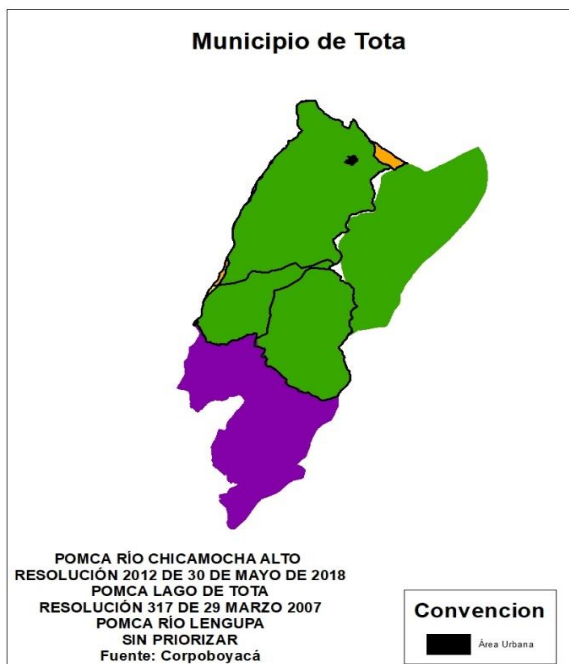 Municipio de Tota
POMCA RÍO CHICAMOCHA ALTO
RESOLUCIÓN 2012 DE 30 DE MAYO DE 2018
POMCA LAGO DE TOTA
RESOLUCIÓN 317 DE 29 MARZO 2007
POMCA RÍO LENGUPA
SIN PRIORIZAR
Fuente: Corpoboyacá
Convencion
Área Urbana